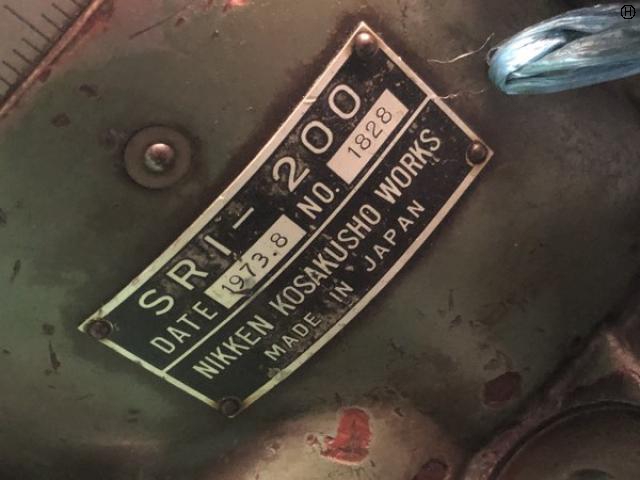 SRI-200
DATE 1973.8 NO. 1828
NIKKEN KOSAKUSHO WORKS
MADE IN JAPAN
H